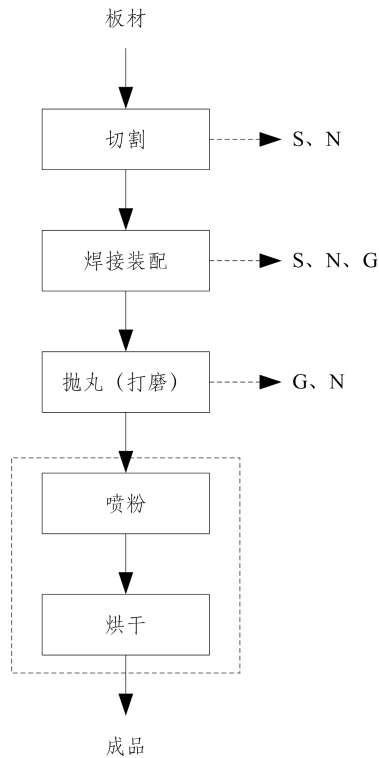 板材
切割
S、N
焊接装配
S、N、G
抛丸（打磨）
G、N
喷粉
烘干
成品